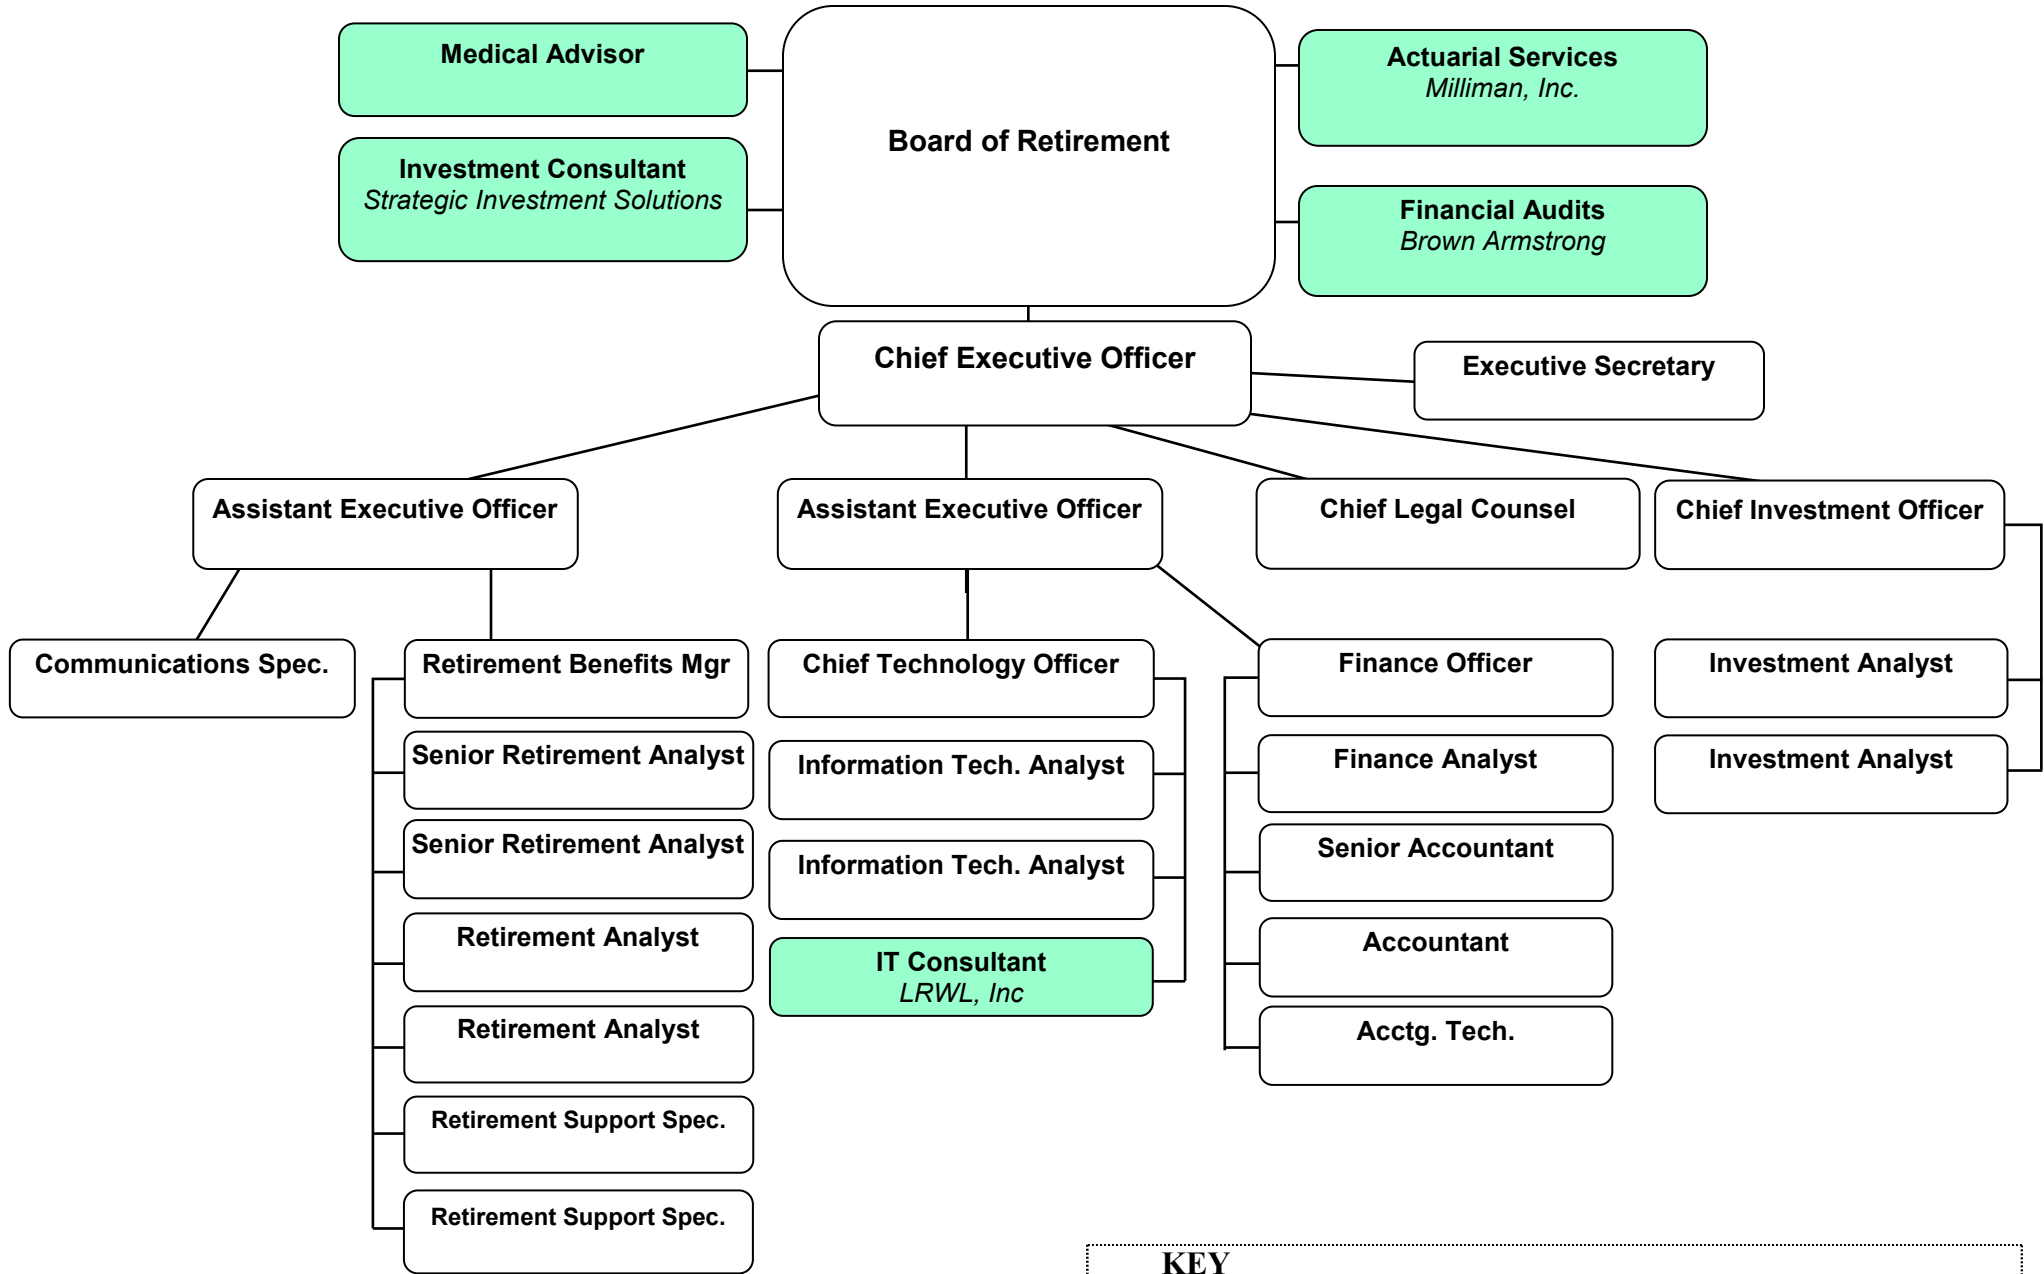 Medical Advisor
Investment Consultant
Strategic Investment Solutions
Board of Retirement
Actuarial Services
Milliman, Inc.
Financial Audits
Brown Armstrong
Chief Executive Officer
Executive Secretary
Assistant Executive Officer
Assistant Executive Officer
Chief Legal Counsel
Chief Investment Officer
Communications Spec.
Retirement Benefits Mgr
Senior Retirement Analyst
Senior Retirement Analyst
Retirement Analyst
Retirement Analyst
Retirement Support Spec.
Retirement Support Spec.
Chief Technology Officer
Information Tech. Analyst
Information Tech. Analyst
IT Consultant
LRWL, Inc
Finance Officer
Finance Analyst
Senior Accountant
Accountant
Acctg. Tech.
Investment Analyst
Investment Analyst
KEY